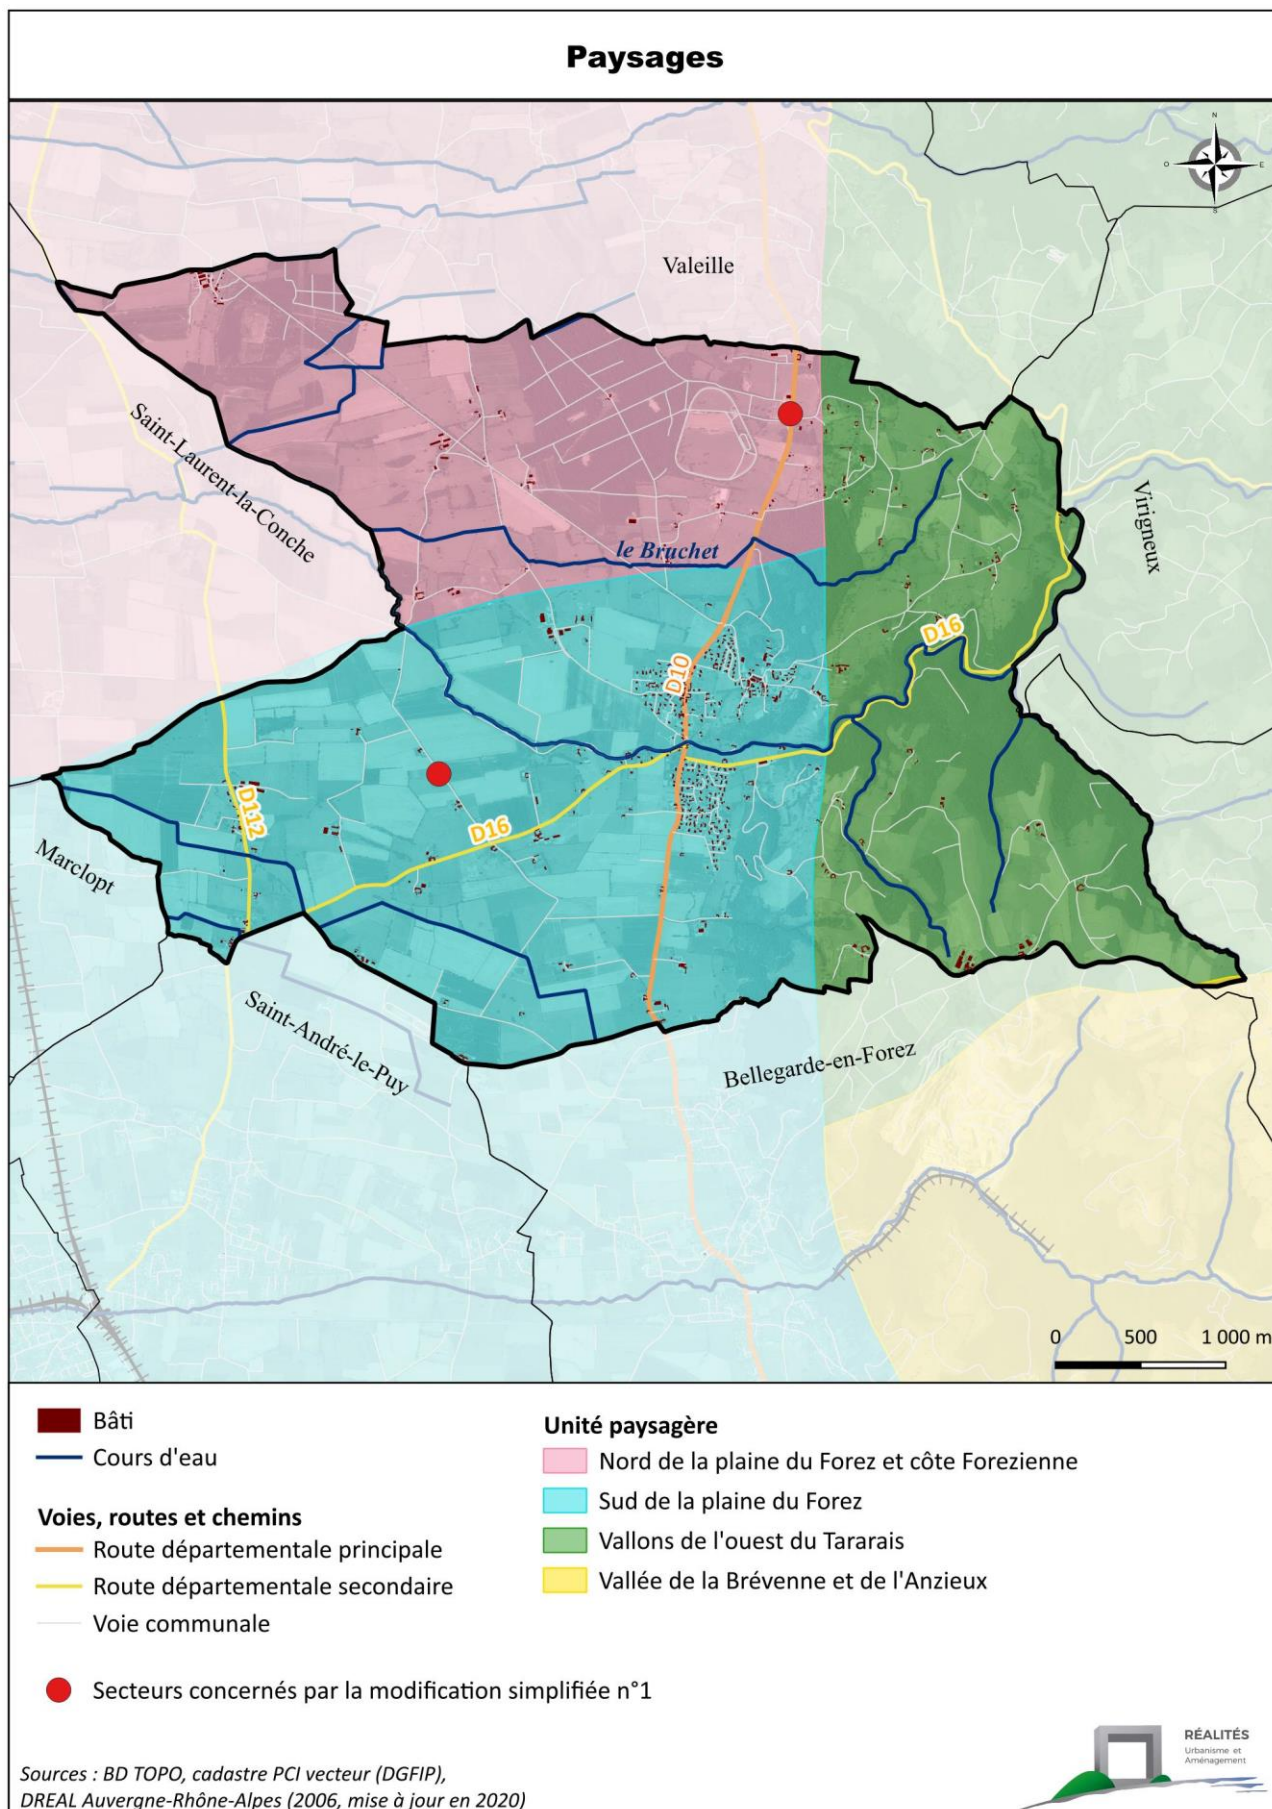 Paysages
N
O
E
S
Valeille
Saint-Laurent-la-Conche
Virigneux
le Bruchet
D16
D10
D112
D16
Marclopt
Saint-André-le-Puy
Bellegarde-en-Forez
0 500 1 000 m
Bâti
Cours d'eau
Voies, routes et chemins
Route départementale principale
Route départementale secondaire
Voie communale
Secteurs concernés par la modification simplifiée n°1
Unité paysagère
Nord de la plaine du Forez et côte Forezienne
Sud de la plaine du Forez
Vallons de l'ouest du Tararais
Vallée de la Brévenne et de l'Anzieux
Sources : BD TOPO, cadastre PCI vecteur (DGFIP),
DREAL Auvergne-Rhône-Alpes (2006, mise à jour en 2020)
RÉALITÉS
Urbanisme et
Aménagement